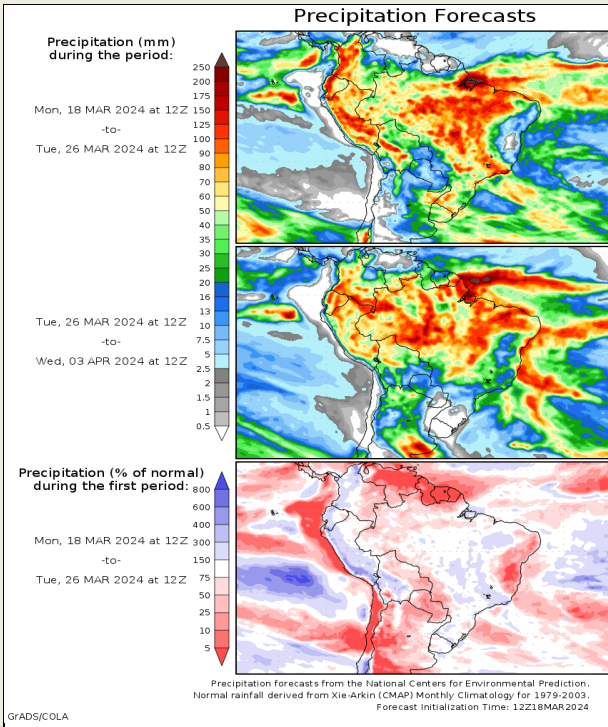 Precipitation Forecasts
Precipitation (mm)
during the period:
250
200
175
150
Mon, 18 MAR 2024 at 12Z
125
-to-
100
Tue, 26 MAR 2024 at 12Z
90
80
70
60
50
40
35
30
25
20
16
Tue, 26 MAR 2024 at 12Z
13
-to-
10
7.5
Wed, 03 APR 2024 at 12Z
5
2.5
2
1.5
1
0.5
Precipitation (% of normal)
during the first period:
800
600
400
Mon, 18 MAR 2024 at 12Z
300
-to-
150
Tue, 26 MAR 2024 at 12Z
75
50
25
10
5
Precipitation forecasts from the National Centers for Environmental Prediction.
Normal rainfall derived from Xie-Arkin (CMAP) Monthly Climatology for 1979-2003.
Forecast Initialization Time: 12Z18MAR2024
GrADS/COLA